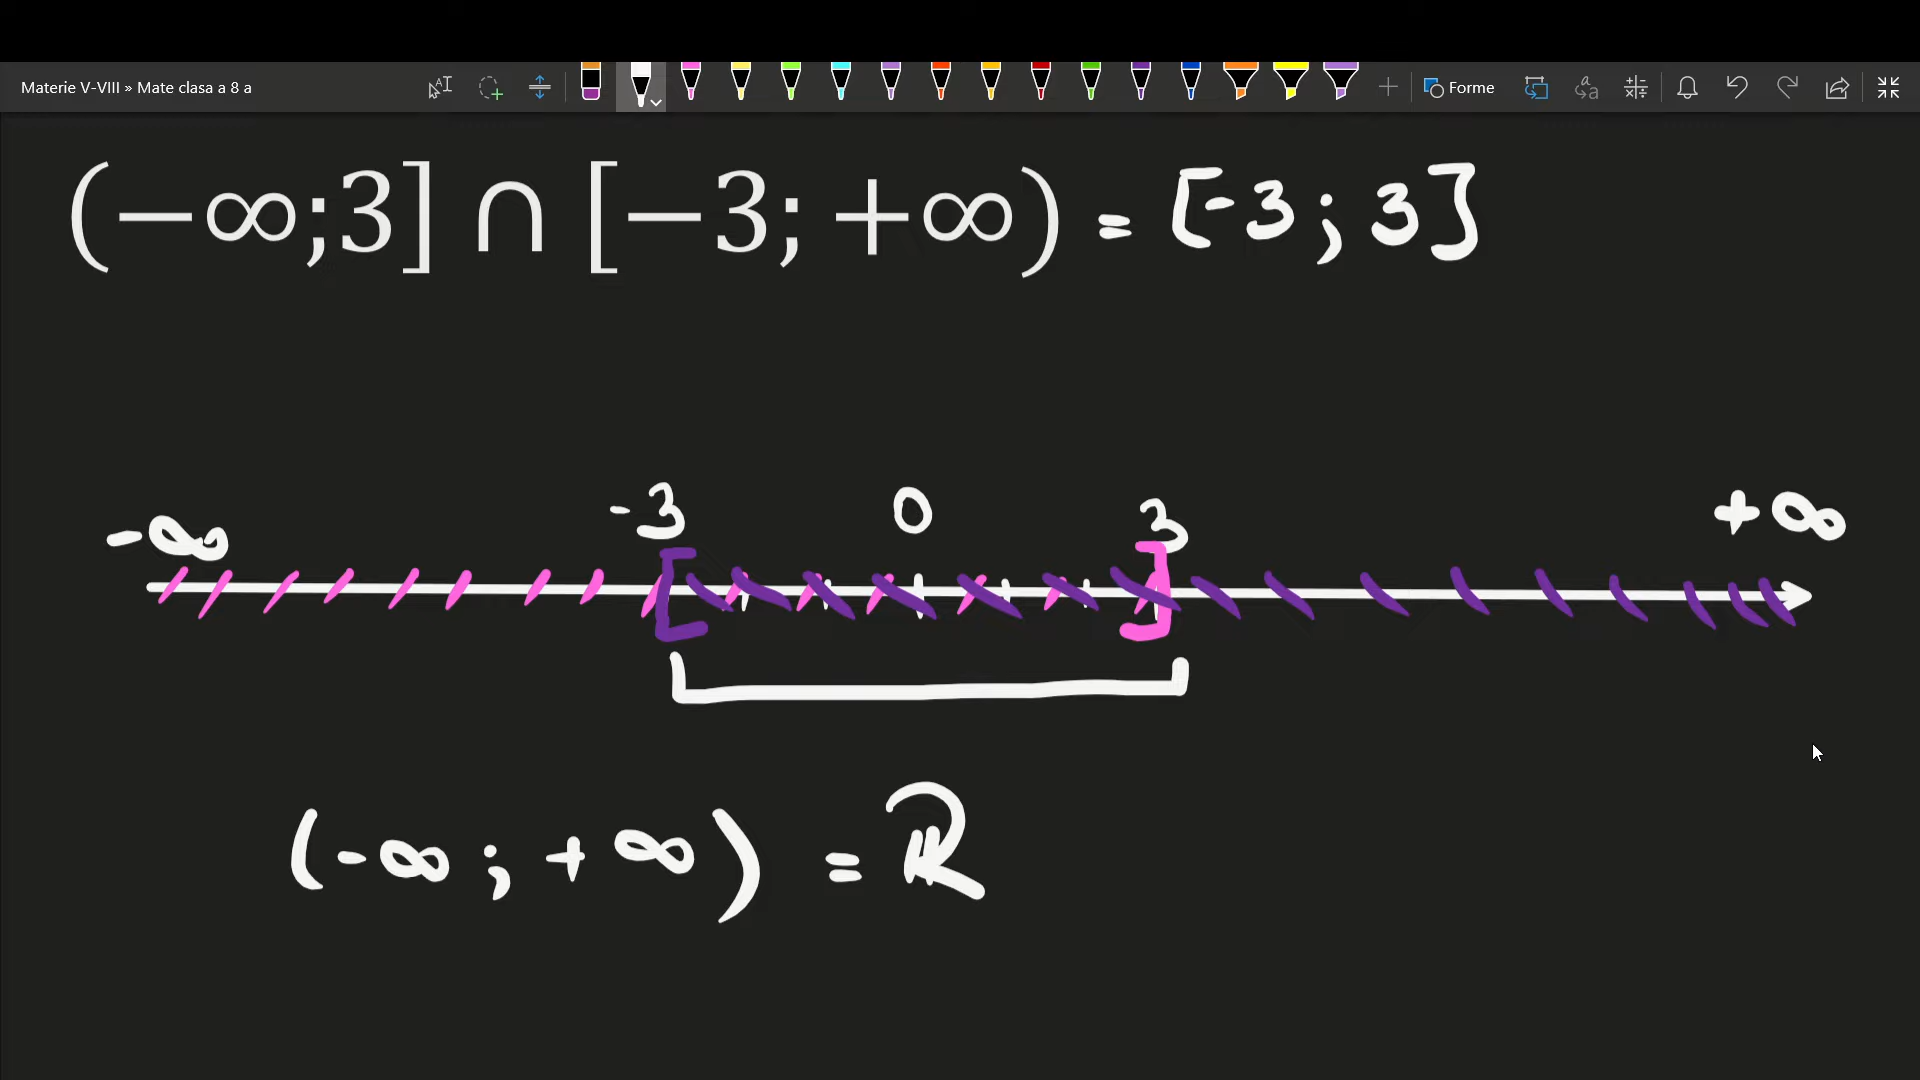 Materie V-VIII » Mate clasa a 8 a Forme
(−∞;3] ∩ [−3; +∞) = [-3 ; 3]
-∞ -3 0 3 +∞
(-∞ ; +∞) = ℝ